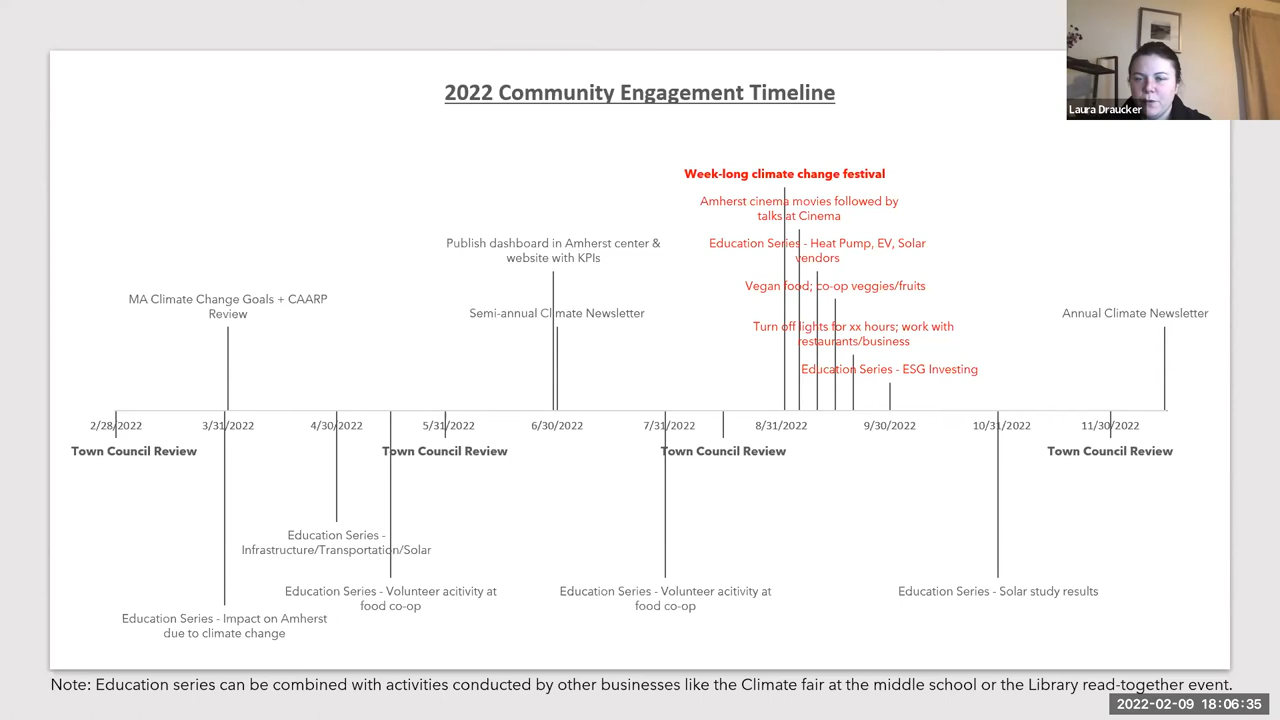 2022 Community Engagement Timeline
Laura Draucker
Week-long climate change festival
Amherst cinema movies followed by
talks at Cinema
Publish dashboard in Amherst center &
website with KPIs
Education Series - Heat Pump, EV, Solar
vendors
Vegan food; co-op veggies/fruits
MA Climate Change Goals + CAARP
Review
Semi-annual Climate Newsletter
Annual Climate Newsletter
Turn off lights for xx hours; work with
restaurants/business
Education Series - ESG Investing
2/28/2022 3/31/2022 4/30/2022 5/31/2022 6/30/2022 7/31/2022 8/31/2022 9/30/2022 10/31/2022 11/30/2022
Town Council Review Town Council Review Town Council Review Town Council Review
Education Series -
Infrastructure/Transportation/Solar
Education Series - Volunteer acitivity at
food co-op
Education Series - Volunteer acitivity at
food co-op
Education Series - Solar study results
Education Series - Impact on Amherst
due to climate change
Note: Education series can be combined with activities conducted by other businesses like the Climate fair at the middle school or the Library read-together event.
2022-02-09 18:06:35